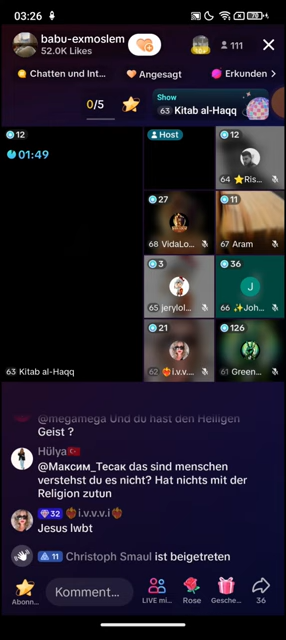 03:26
70
babu-exmoslem
52.0K Likes
111
Chatten und Int...
Angesagt
Erkunden >
0/5
Show
63 Kitab al-Haqq
12
01:49
Host
12
64 ⭐Ris...
27
68 VidaLo...
11
67 Aram
3
65 jerylol...
36
J
66 ✨Joh...
21
62 ❤️‍🔥i.v.v....
126
61 Green...
63 Kitab al-Haqq
@megamega Und du hast den Heiligen
Geist ?
Hülya🇹🇷
@Максим_Тесак das sind menschen
verstehst du es nicht? Hat nichts mit der
Religion zutun
32 🍓i.v.v.v.i🍓
Jesus lwbt
11 Christoph Smaul ist beigetreten
Abonn...
Komment...
LIVE mi...
Rose
Gesche...
36